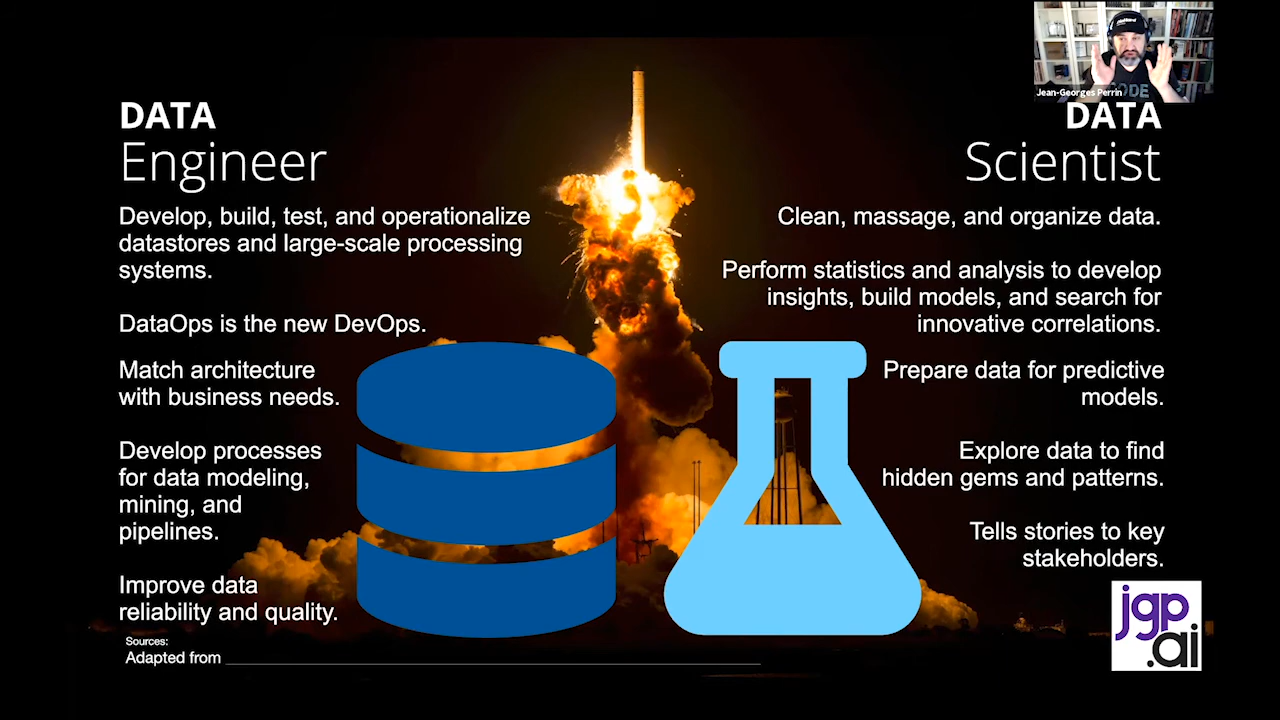 DATA
Engineer
Develop, build, test, and operationalize
datastores and large-scale processing
systems.
DataOps is the new DevOps.
Match architecture
with business needs.
Develop processes
for data modeling,
mining, and
pipelines.
Improve data
reliability and quality.
Sources:
Adapted from
Jean-Georges Perrin
CODE
DATA
Scientist
Clean, massage, and organize data.
Perform statistics and analysis to develop
insights, build models, and search for
innovative correlations.
Prepare data for predictive
models.
Explore data to find
hidden gems and patterns.
Tells stories to key
stakeholders.
jgp
.ai